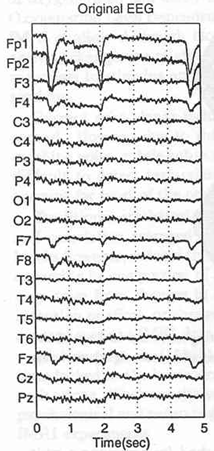 Original EEG
Fp1
Fp2
F3
F4
C3
C4
P3
P4
O1
O2
F7
F8
T3
T4
T5
T6
Fz
Cz
Pz
0 1 2 3 4 5
Time(sec)